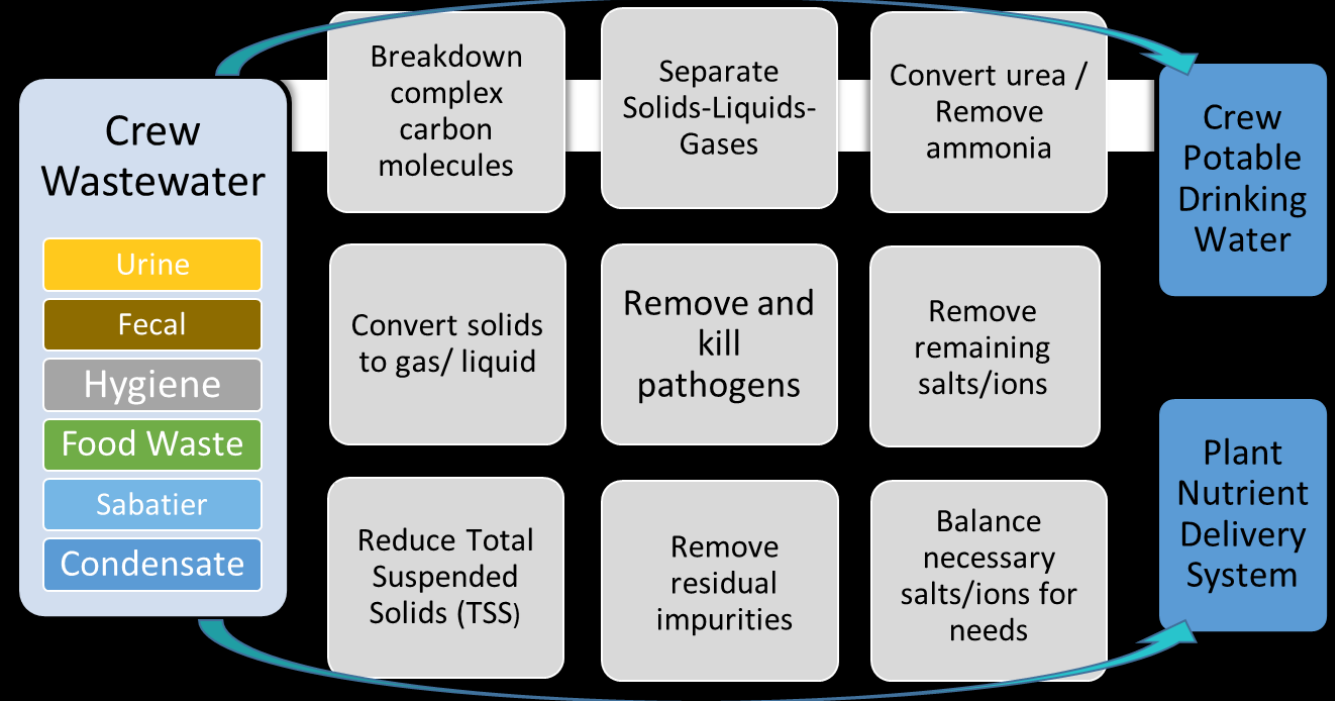 Crew
Wastewater
Urine
Fecal
Hygiene
Food Waste
Sabatier
Condensate
Breakdown
complex
carbon
molecules
Separate
Solids-Liquids-
Gases
Convert urea /
Remove
ammonia
Convert solids
to gas/ liquid
Remove and
kill
pathogens
Remove
remaining
salts/ions
Reduce Total
Suspended
Solids (TSS)
Remove
residual
impurities
Balance
necessary
salts/ions for
needs
Crew
Potable
Drinking
Water
Plant
Nutrient
Delivery
System